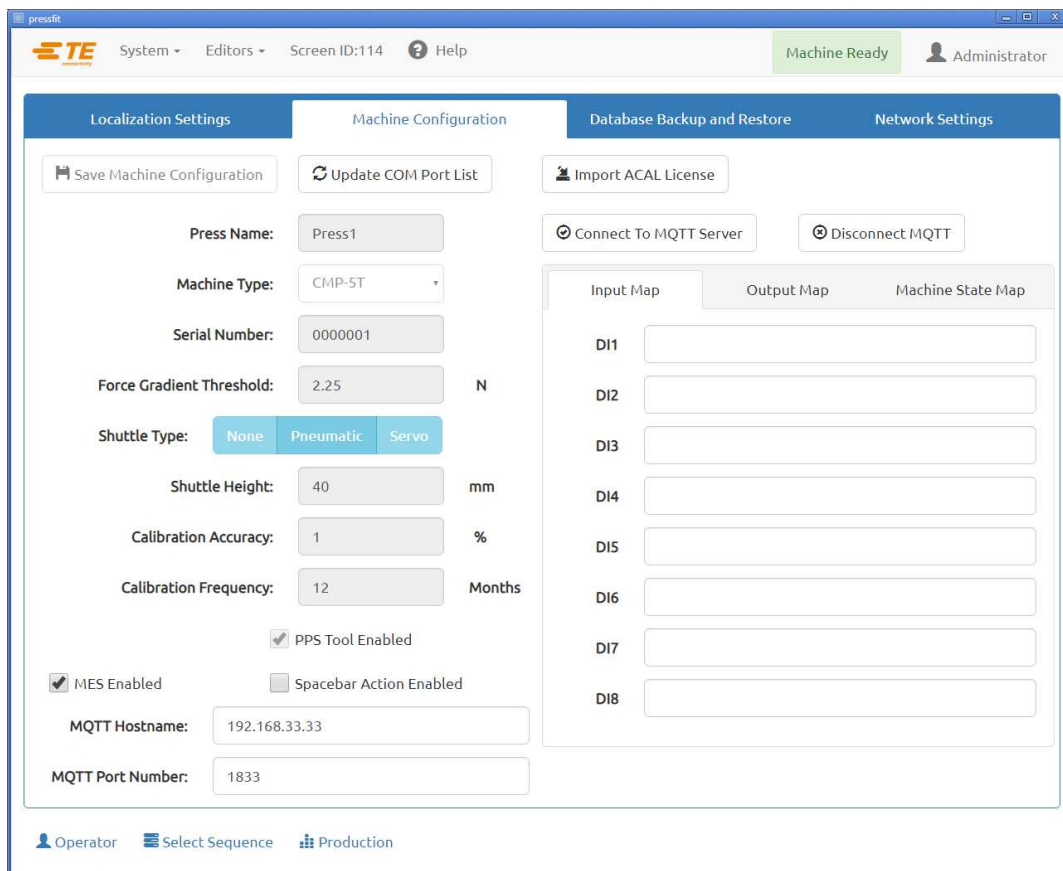 pressfit
TE
connectivity
System
Editors
Screen ID:114
Help
Machine Ready
Administrator
Localization Settings
Machine Configuration
Database Backup and Restore
Network Settings
Save Machine Configuration
Update COM Port List
Import ACAL License
Press Name: Press1
Connect To MQTT Server
Disconnect MQTT
Machine Type: CMP-5T
Serial Number: 0000001
Force Gradient Threshold: 2.25 N
Shuttle Type: None Pneumatic Servo
Shuttle Height: 40 mm
Calibration Accuracy: 1 %
Calibration Frequency: 12 Months
PPS Tool Enabled
MES Enabled
Spacebar Action Enabled
MQTT Hostname: 192.168.33.33
MQTT Port Number: 1833
Input Map
Output Map
Machine State Map
DI1
DI2
DI3
DI4
DI5
DI6
DI7
DI8
Operator
Select Sequence
Production